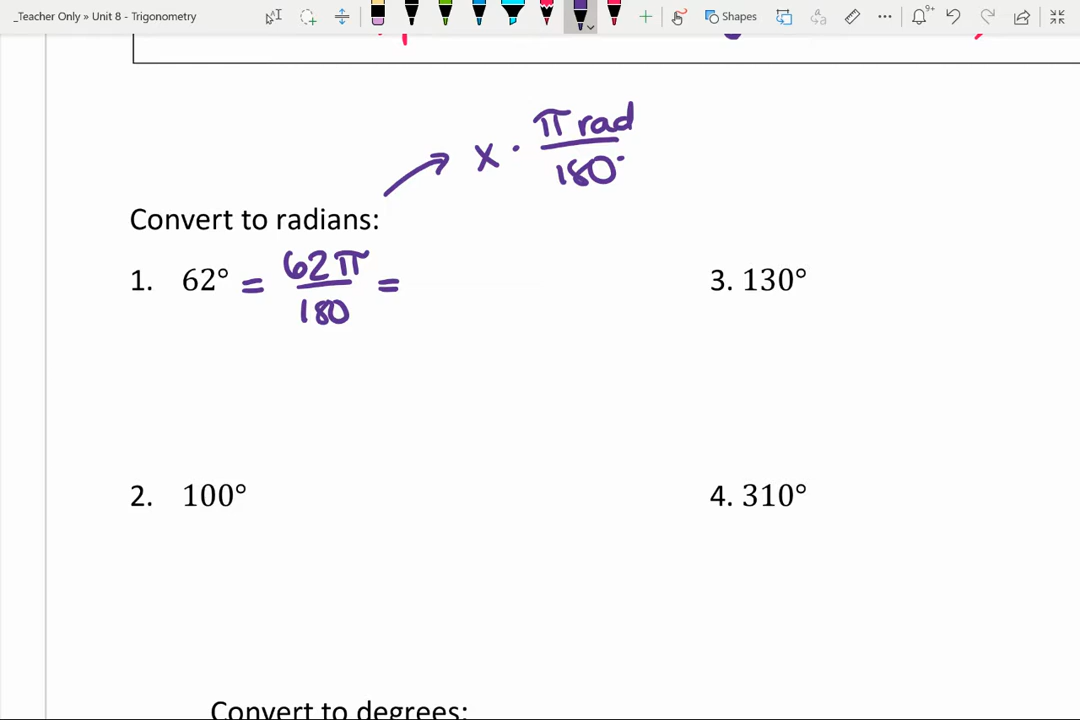 _Teacher Only » Unit 8 - Trigonometry
Shapes
9+
x · π rad / 180°
Convert to radians:
1. 62° = 62π / 180 =
3. 130°
2. 100°
4. 310°
Convert to degrees: